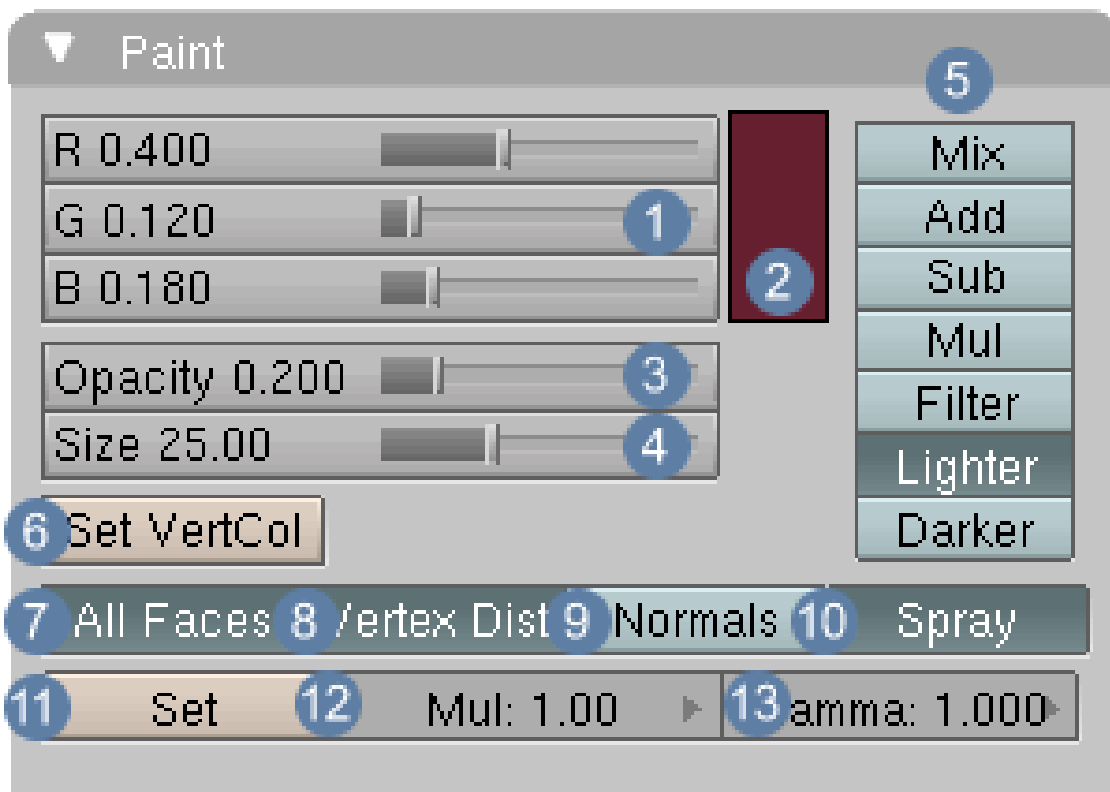 Paint
5
R 0.400
Mix
G 0.120
1
Add
B 0.180
2
Sub
Mul
Opacity 0.200
3
Filter
Size 25.00
4
Lighter
6 Set VertCol
Darker
7 All Faces 8 Vertex Dist 9 Normals 10 Spray
11 Set 12 Mul: 1.00 13 amma: 1.000